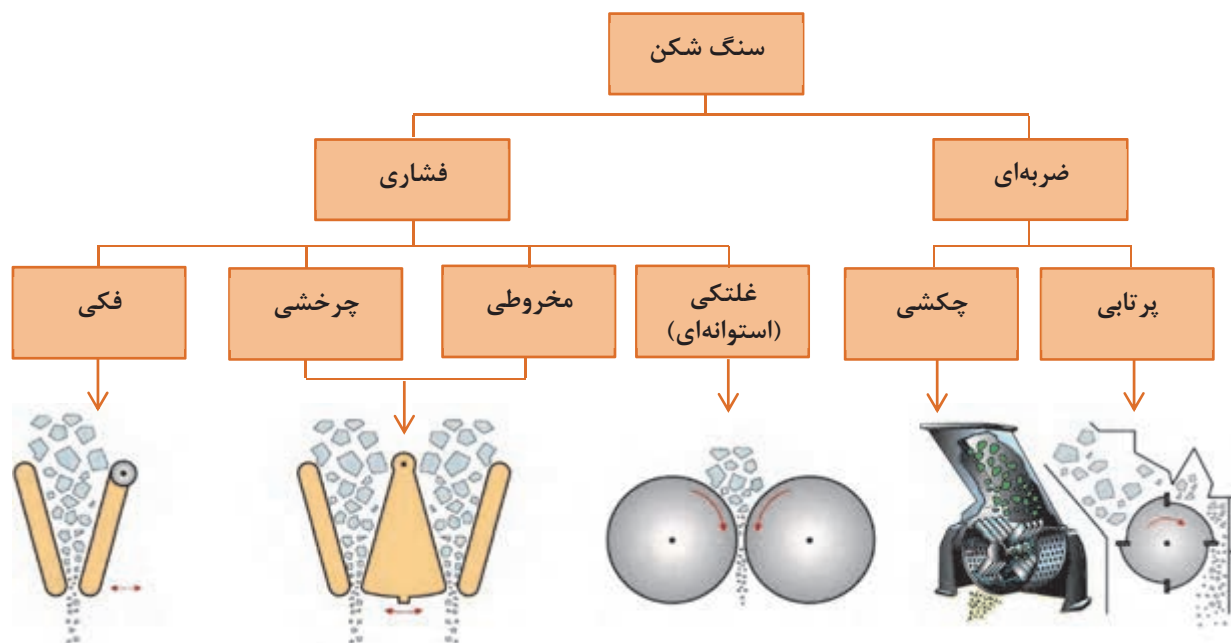 سنگ شکن
ضربه‌ای
فشاری
پرتابی
چکشی
غلتکی
(استوانه‌ای)
مخروطی
چرخشی
فکی